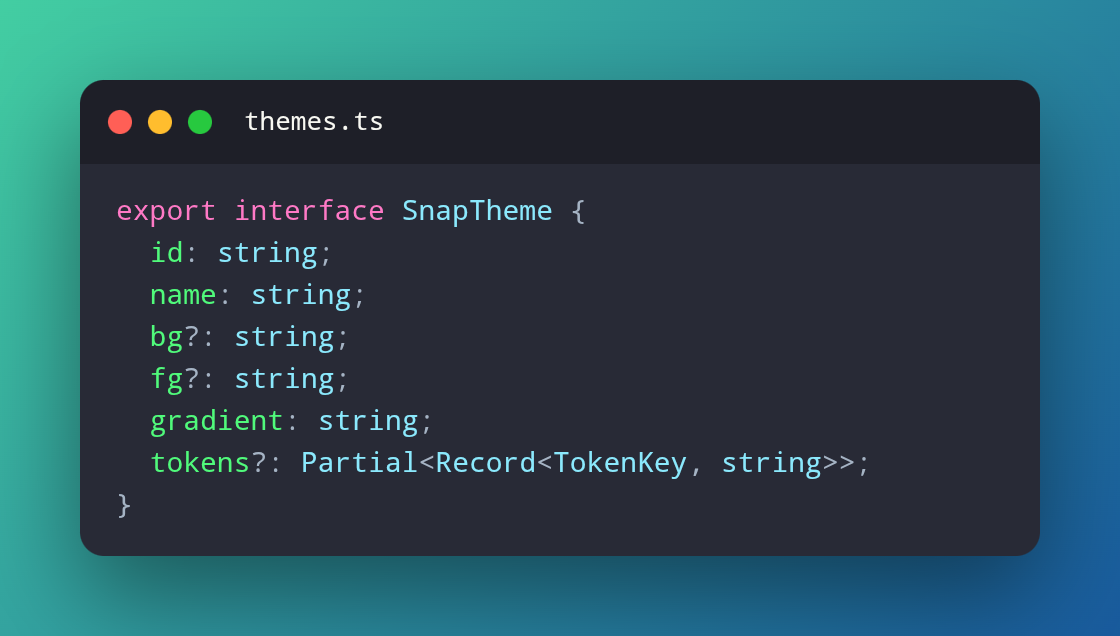 themes.ts
export interface SnapTheme {
  id: string;
  name: string;
  bg?: string;
  fg?: string;
  gradient: string;
  tokens?: Partial<Record<TokenKey, string>>;
}